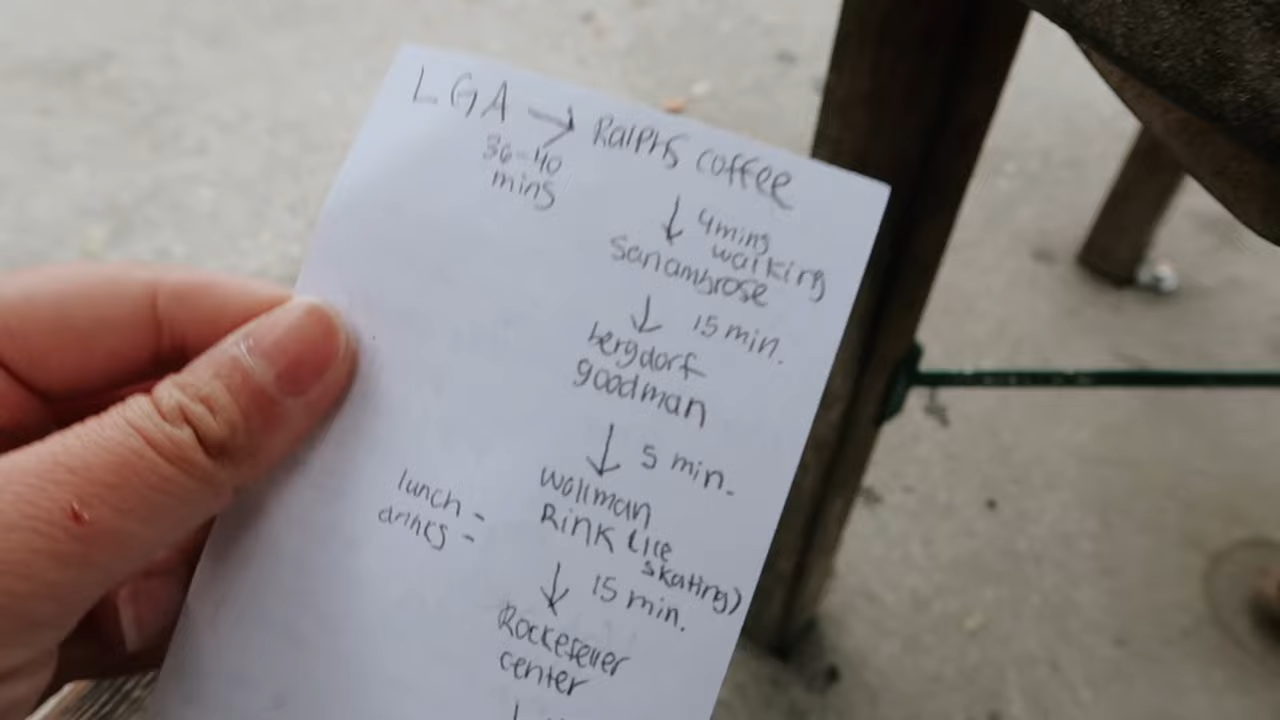 LGA → Ralphs coffee
36-40
mins
↓ 4mins
walking
Sanambrose
↓ 15 min.
bergdorf
goodman
↓ 5 min.
wollman
Rink (ice
skating)
lunch -
drinks -
↓ 15 min.
Rockefeller
center